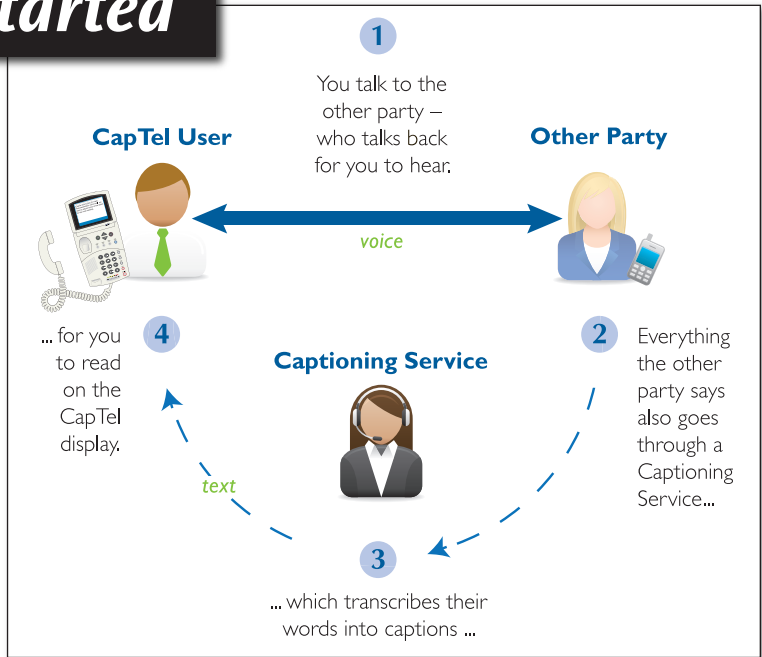 tarted
1
You talk to the
other party –
who talks back
for you to hear.
CapTel User
Other Party
voice
2
Everything
the other
party says
also goes
through a
Captioning
Service...
Captioning Service
3
... which transcribes their
words into captions ...
text
4
... for you
to read
on the
CapTel
display.